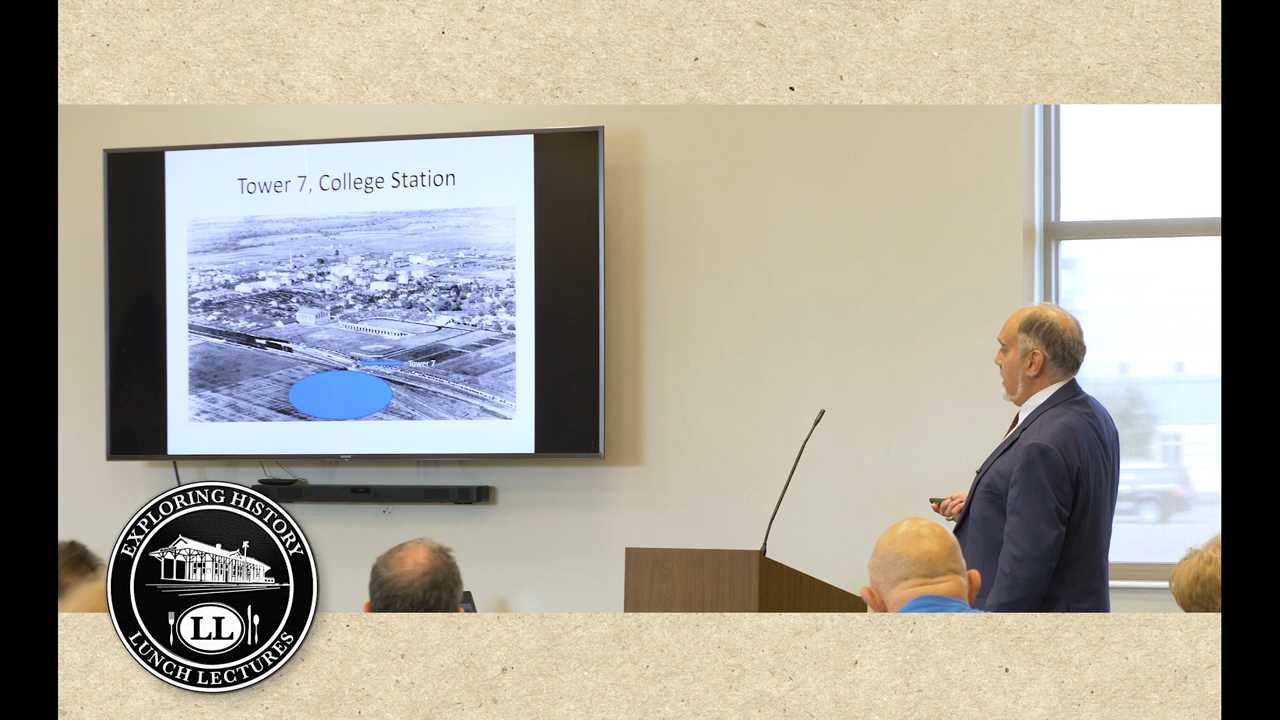 Tower 7, College Station
Tower 7
EXPLORING HISTORY
LL
LUNCH LECTURES